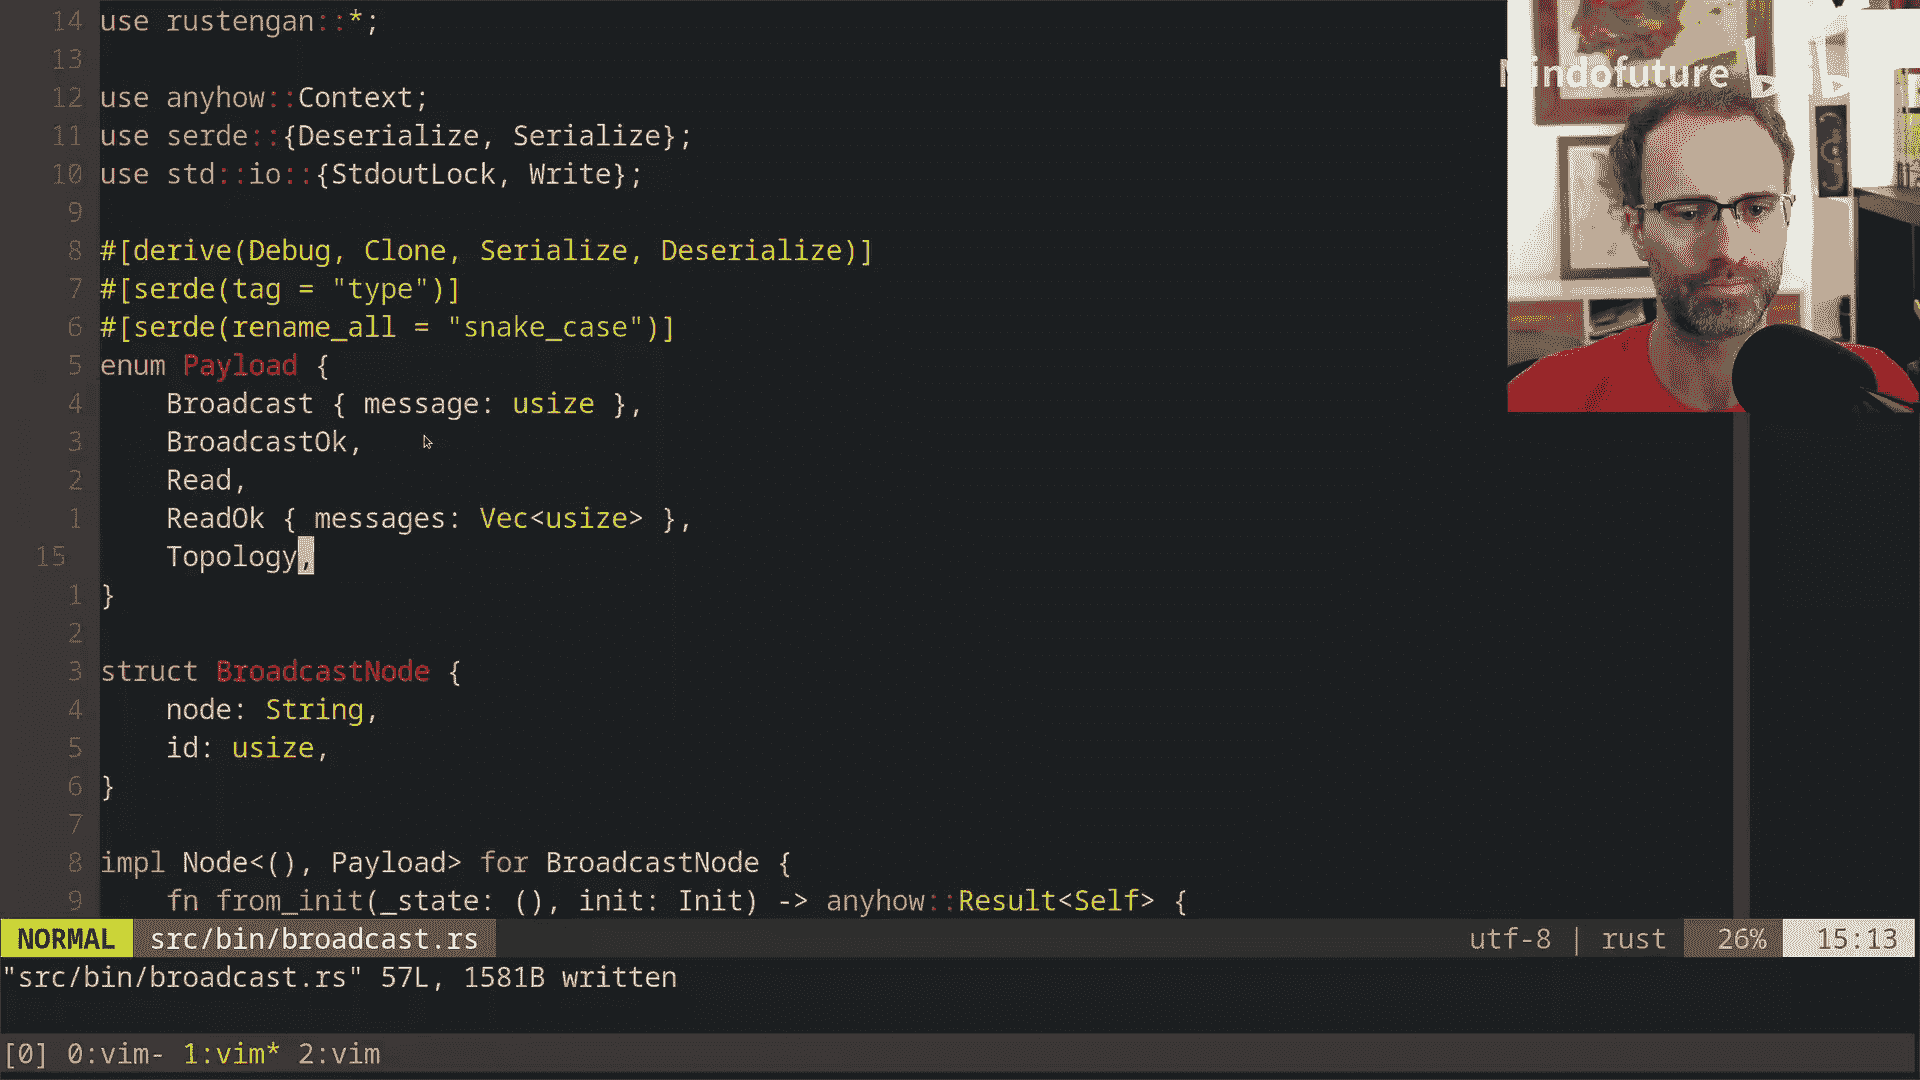 14 use rustengan::*;
13
12 use anyhow::Context;
11 use serde::{Deserialize, Serialize};
10 use std::io::{StdoutLock, Write};
9
8 #[derive(Debug, Clone, Serialize, Deserialize)]
7 #[serde(tag = "type")]
6 #[serde(rename_all = "snake_case")]
5 enum Payload {
4     Broadcast { message: usize },
3     BroadcastOk,
2     Read,
1     ReadOk { messages: Vec<usize> },
15     Topology,
1 }
2
3 struct BroadcastNode {
4     node: String,
5     id: usize,
6 }
7
8 impl Node<(), Payload> for BroadcastNode {
9     fn from_init(_state: (), init: Init) -> anyhow::Result<Self> {
NORMAL src/bin/broadcast.rs utf-8 | rust 26% 15:13
"src/bin/broadcast.rs" 57L, 1581B written
[0] 0:vim- 1:vim* 2:vim
Mindofuture